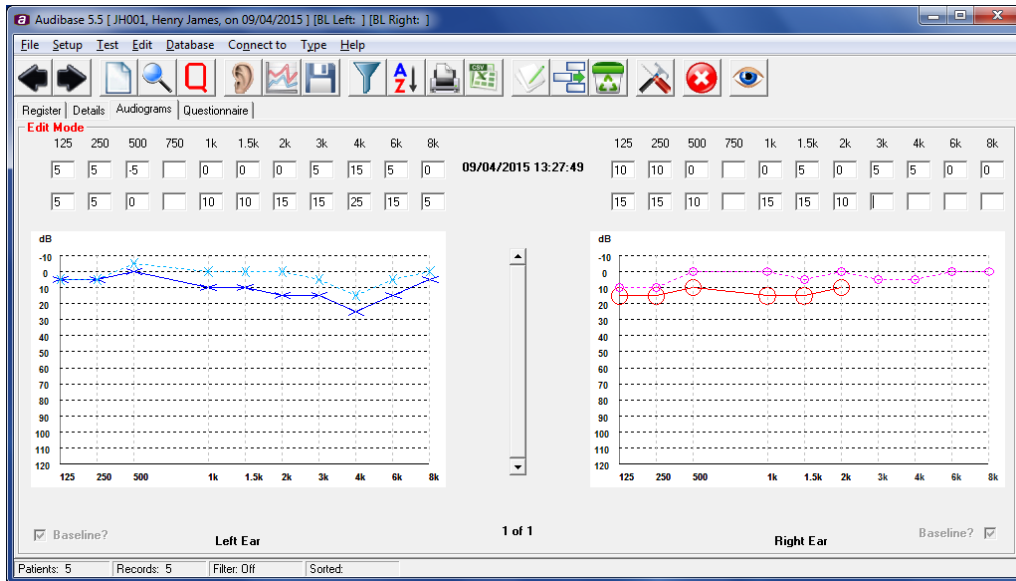 Audibase 5.5 [ JH001, Henry James, on 09/04/2015 ] [BL Left: ] [BL Right: ]
File Setup Test Edit Database Connect to Type Help
Register Details Audiograms Questionnaire
Edit Mode
125 250 500 750 1k 1.5k 2k 3k 4k 6k 8k
5 5 -5 0 0 0 5 15 5 0
5 5 0 10 10 15 15 25 15 5
09/04/2015 13:27:49
125 250 500 750 1k 1.5k 2k 3k 4k 6k 8k
10 10 0 0 5 0 5 5 0 0
15 15 10 15 15 10
dB
-10
0
10
20
30
40
50
60
70
80
90
100
110
120
125 250 500 1k 1.5k 2k 3k 4k 6k 8k
dB
-10
0
10
20
30
40
50
60
70
80
90
100
110
120
125 250 500 1k 1.5k 2k 3k 4k 6k 8k
Baseline?
Left Ear
1 of 1
Right Ear
Baseline?
Patients: 5 Records: 5 Filter: Off Sorted: